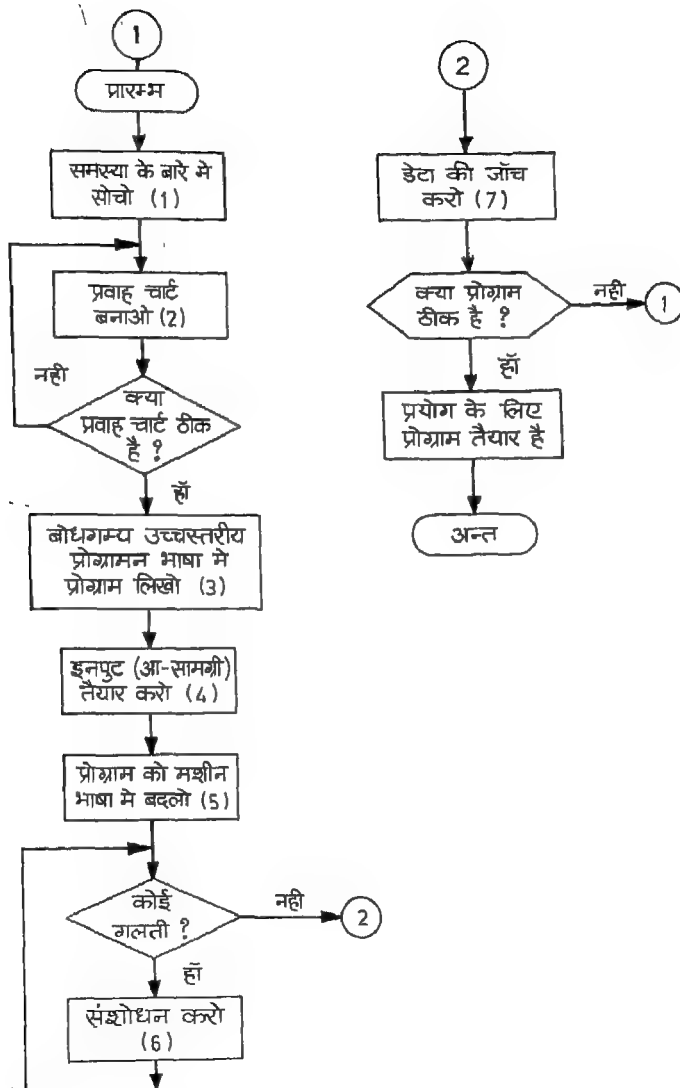 1
प्रारम्भ
समस्या के बारे मे
सोचो (1)
प्रवाह चार्ट
बनाओ (2)
नही
क्या
प्रवाह चार्ट ठीक
है ?
हॉ
बोधगम्य उच्चस्तरीय
प्रोग्रामन भाषा मे
प्रोग्राम लिखो (3)
इनपुट (आ-सामग्री)
तैयार करो (4)
प्रोग्राम को मशीन
भाषा मे बदलो (5)
कोई
गलती ?
नही
2
हॉ
संशोधन करो
(6)
2
डेटा की जॉच
करो (7)
क्या प्रोग्राम
ठीक है ?
नही
1
हॉ
प्रयोग के लिए
प्रोग्राम तैयार है
अन्त